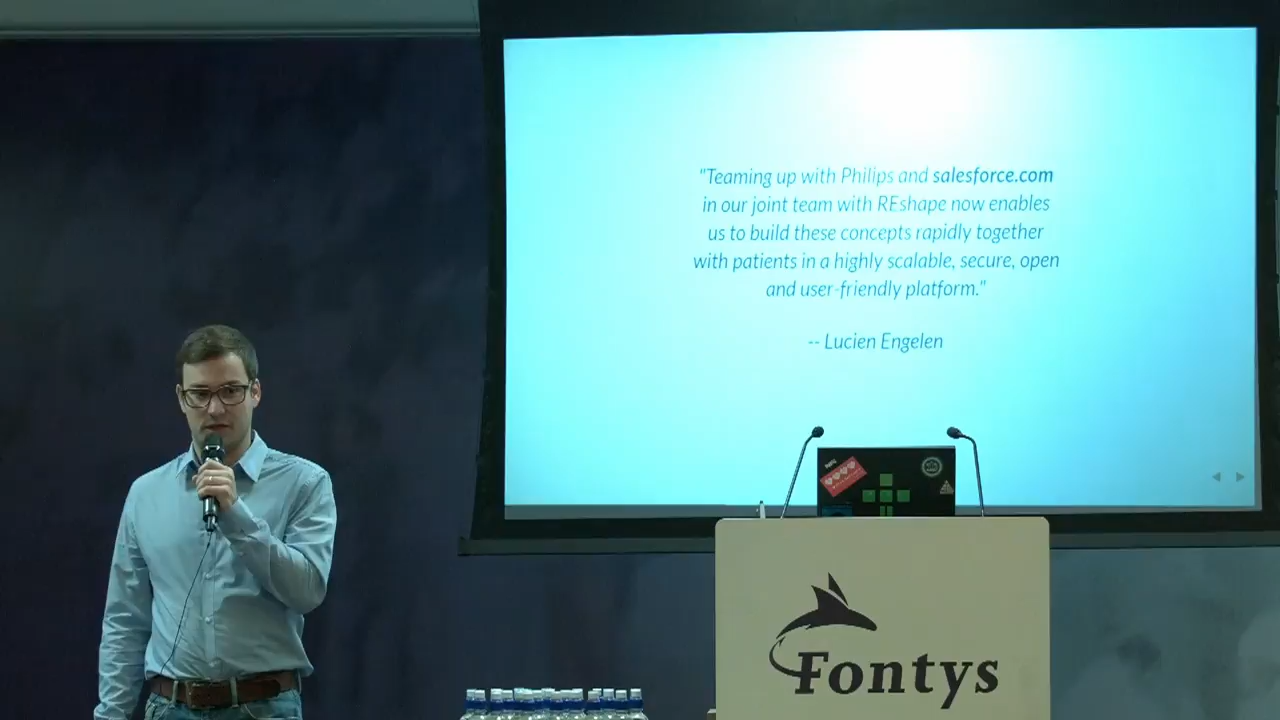 "Teaming up with Philips and salesforce.com
in our joint team with REshape now enables
us to build these concepts rapidly together
with patients in a highly scalable, secure, open
and user-friendly platform."
-- Lucien Engelen
Fontys